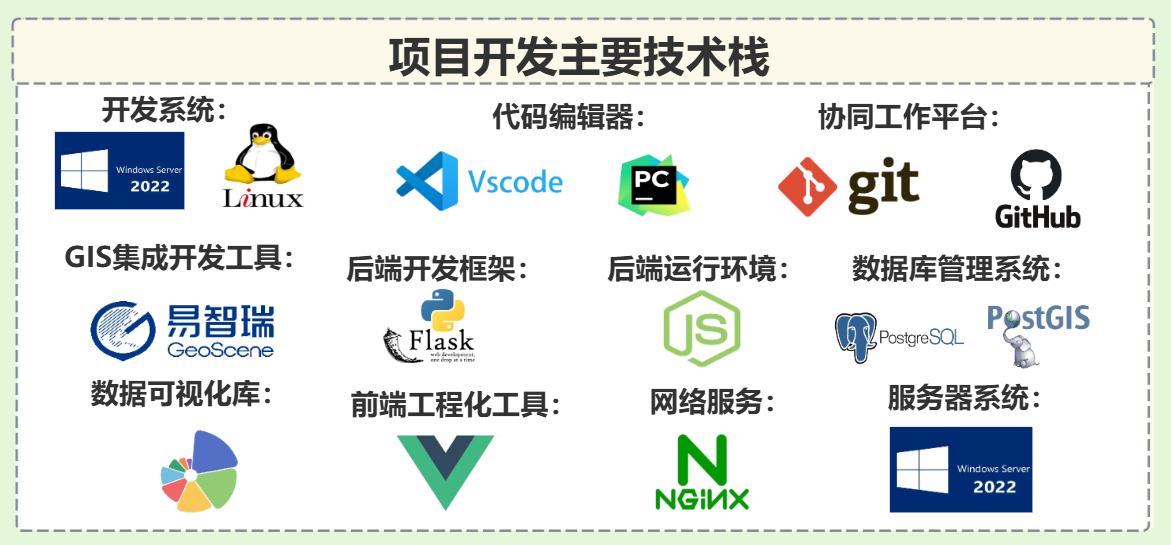 项目开发主要技术栈
开发系统：
代码编辑器：
协同工作平台：
Windows Server
2022
Linux
Vscode
PC
git
GitHub
GIS集成开发工具：
后端开发框架：
后端运行环境：
数据库管理系统：
易智瑞
GeoScene
Flask
web development,
one drop at a time
JS
PostgreSQL
PostGIS
数据可视化库：
前端工程化工具：
网络服务：
服务器系统：
NGINX
Windows Server
2022